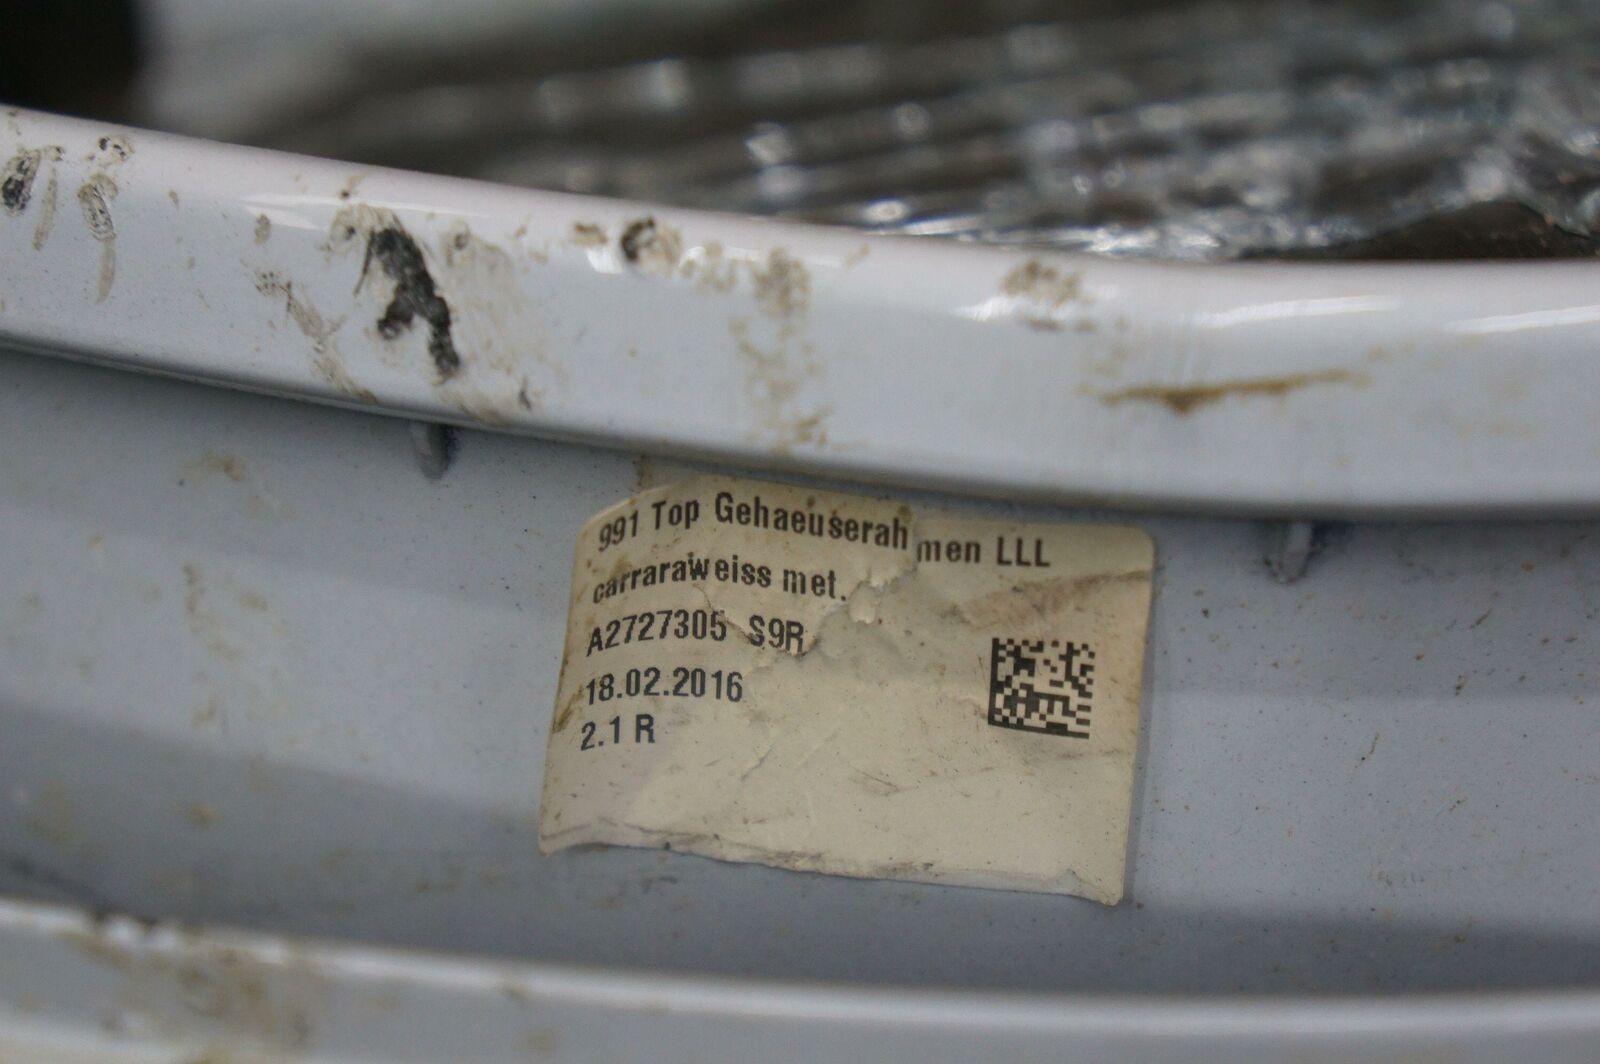 991 Top Gehaeuserahmen LLL
carraraweiss met.
A2727305 S9R
18.02.2016
2.1 R